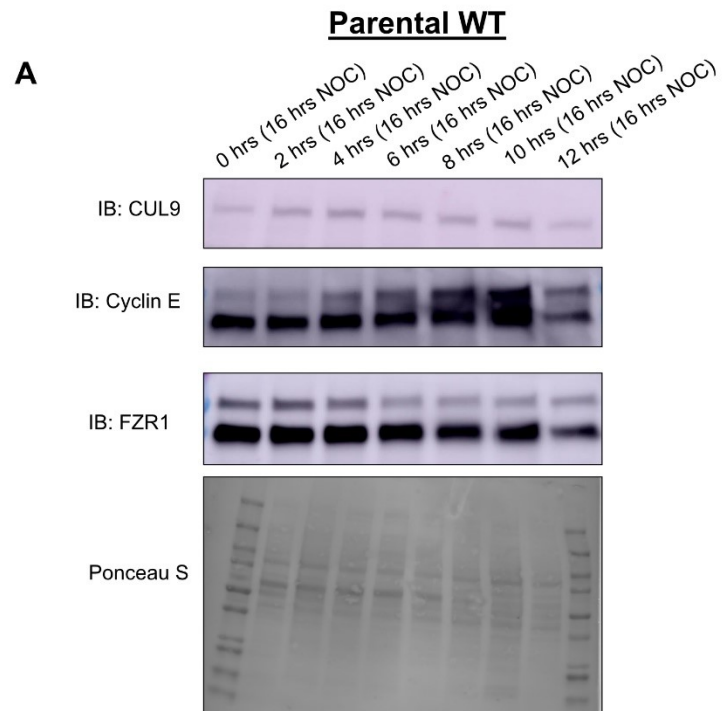 Parental WT
A
0 hrs (16 hrs NOC)
2 hrs (16 hrs NOC)
4 hrs (16 hrs NOC)
6 hrs (16 hrs NOC)
8 hrs (16 hrs NOC)
10 hrs (16 hrs NOC)
12 hrs (16 hrs NOC)
IB: CUL9
IB: Cyclin E
IB: FZR1
Ponceau S